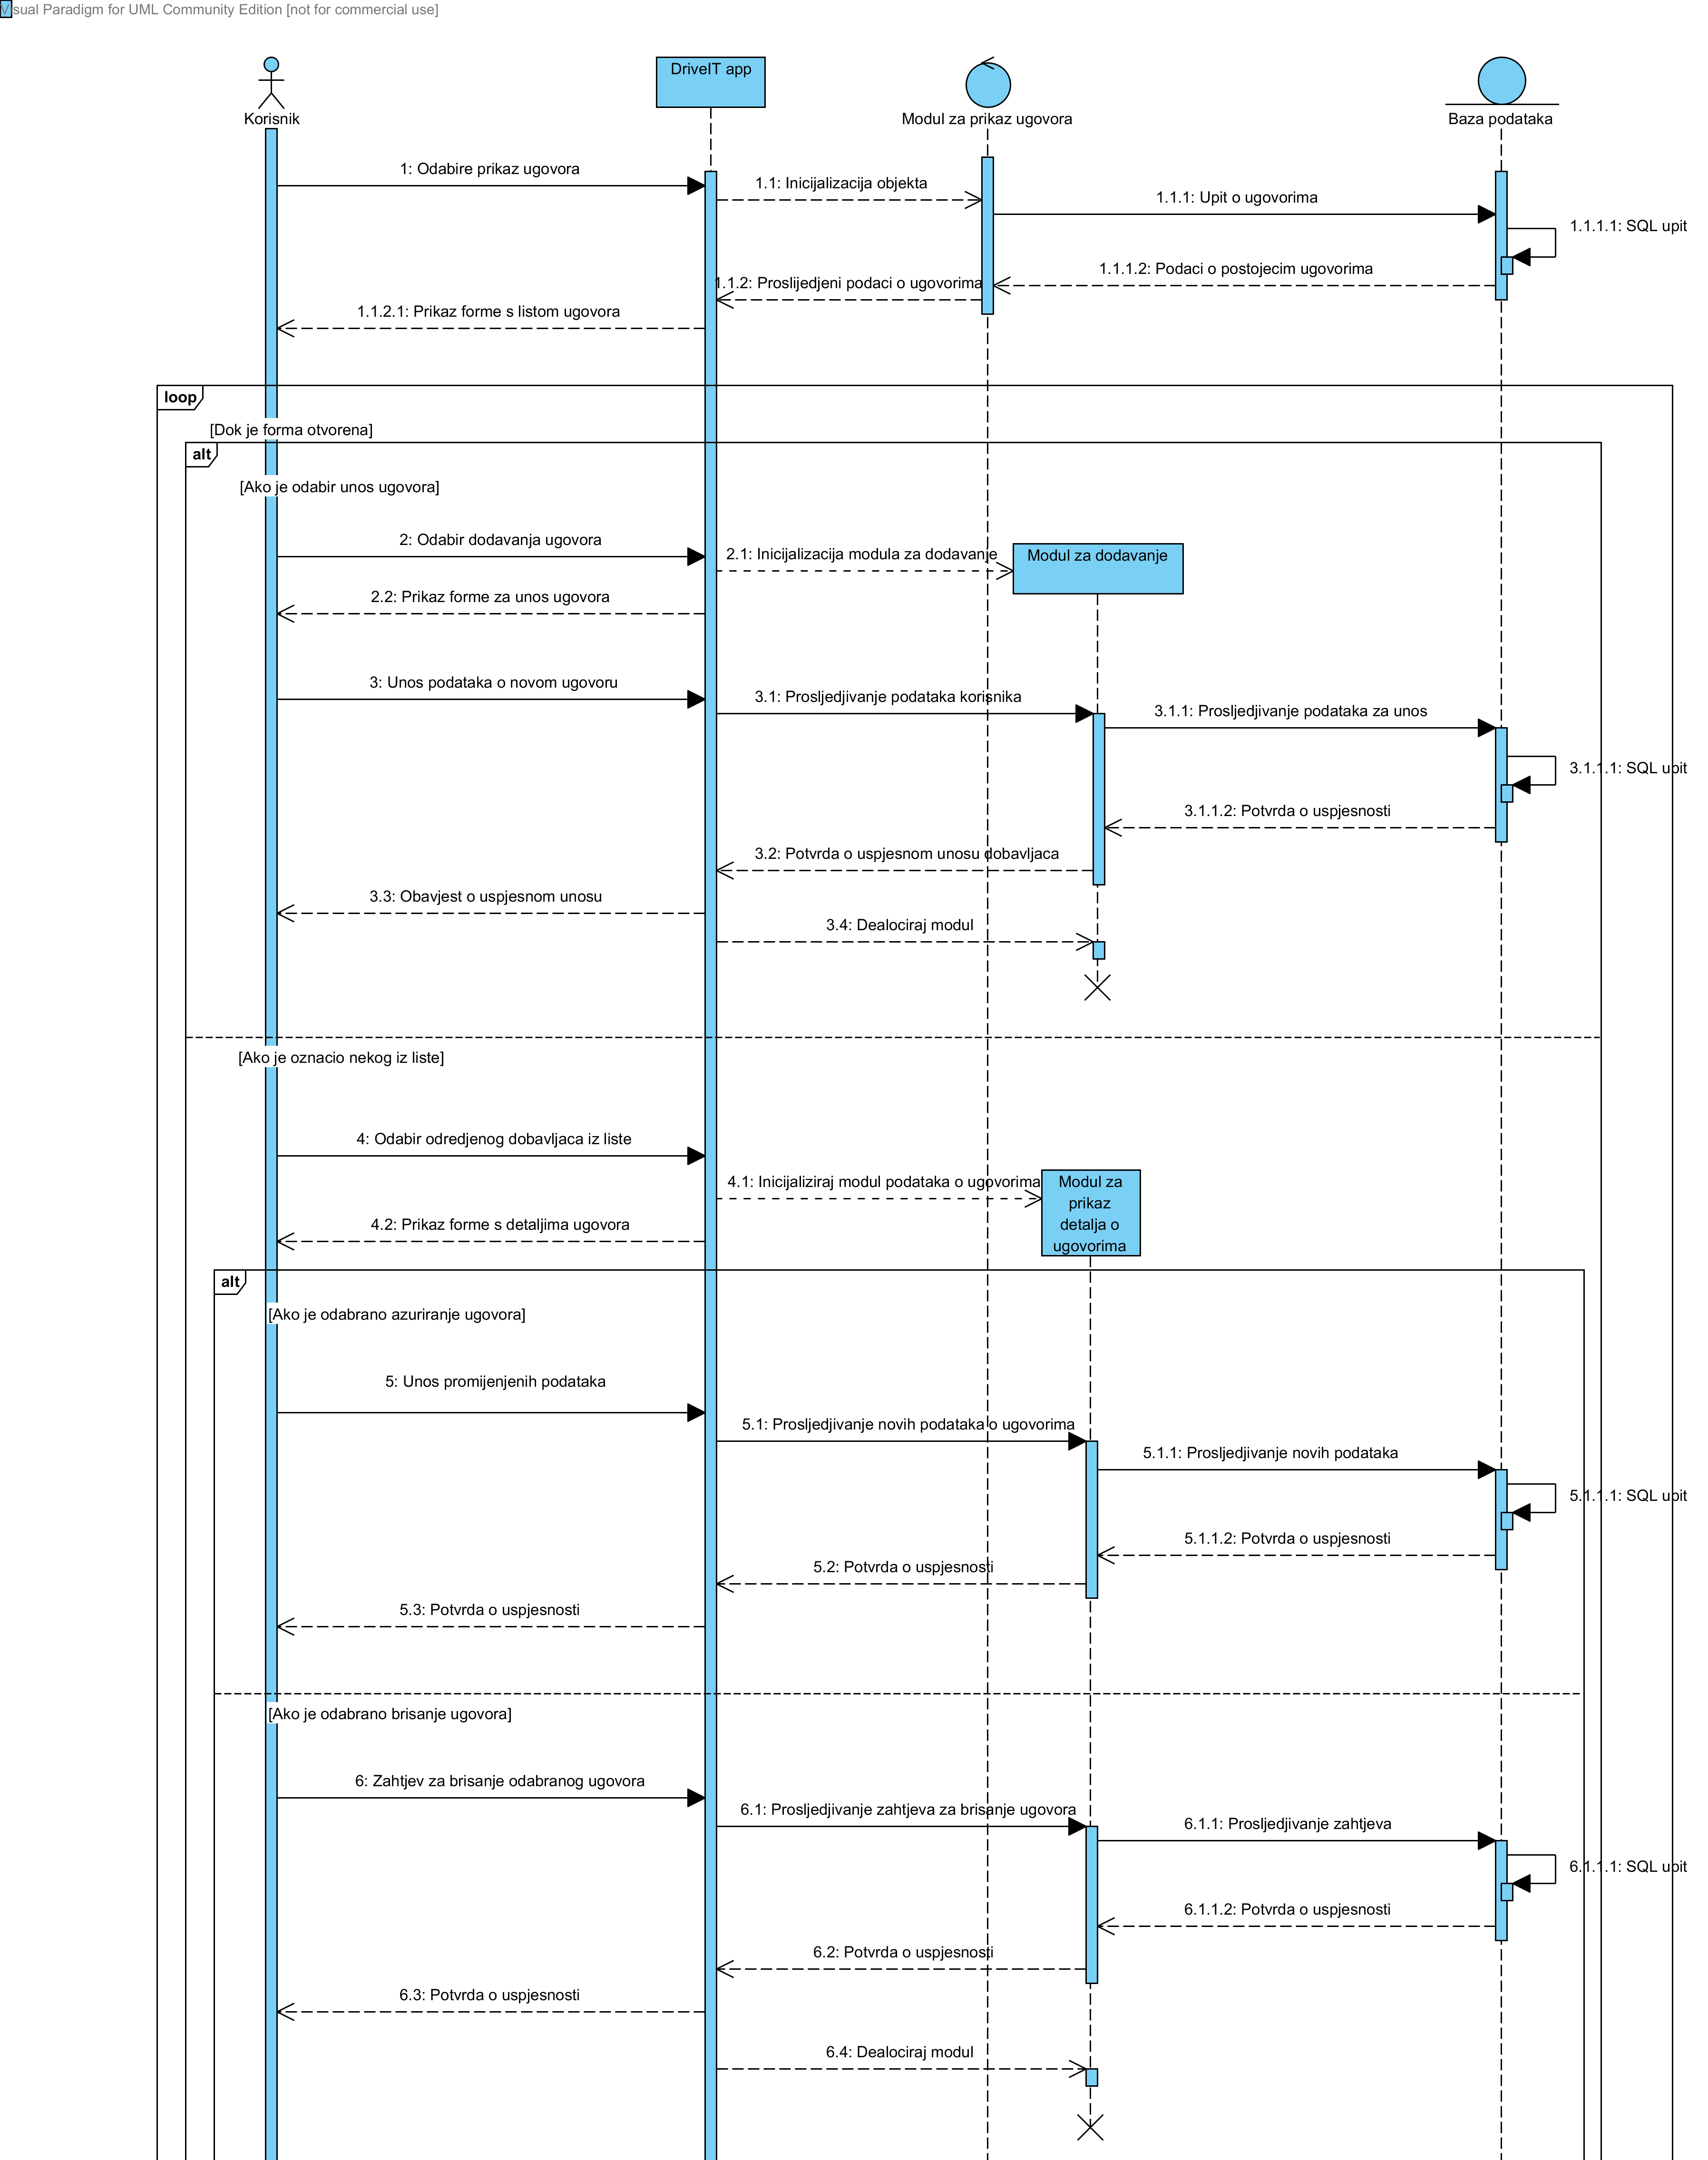 Visual Paradigm for UML Community Edition [not for commercial use]
DriveIT app
Korisnik
Modul za prikaz ugovora
Baza podataka
1: Odabire prikaz ugovora
1.1: Inicijalizacija objekta
1.1.1: Upit o ugovorima
1.1.1.1: SQL upit
1.1.1.2: Podaci o postojecim ugovorima
1.1.2: Proslijedjeni podaci o ugovorima
1.1.2.1: Prikaz forme s listom ugovora
loop
[Dok je forma otvorena]
alt
[Ako je odabir unos ugovora]
2: Odabir dodavanja ugovora
2.1: Inicijalizacija modula za dodavanje
Modul za dodavanje
2.2: Prikaz forme za unos ugovora
3: Unos podataka o novom ugovoru
3.1: Prosljedjivanje podataka korisnika
3.1.1: Prosljedjivanje podataka za unos
3.1.1.1: SQL upit
3.1.1.2: Potvrda o uspjesnosti
3.2: Potvrda o uspjesnom unosu dobavljaca
3.3: Obavjest o uspjesnom unosu
3.4: Dealociraj modul
[Ako je oznacio nekog iz liste]
4: Odabir odredjenog dobavljaca iz liste
4.1: Inicijaliziraj modul podataka o ugovorima
Modul za
prikaz
detalja o
ugovorima
4.2: Prikaz forme s detaljima ugovora
alt
[Ako je odabrano azuriranje ugovora]
5: Unos promijenjenih podataka
5.1: Prosljedjivanje novih podataka o ugovorima
5.1.1: Prosljedjivanje novih podataka
5.1.1.1: SQL upit
5.1.1.2: Potvrda o uspjesnosti
5.2: Potvrda o uspjesnosti
5.3: Potvrda o uspjesnosti
[Ako je odabrano brisanje ugovora]
6: Zahtjev za brisanje odabranog ugovora
6.1: Prosljedjivanje zahtjeva za brisanje ugovora
6.1.1: Prosljedjivanje zahtjeva
6.1.1.1: SQL upit
6.1.1.2: Potvrda o uspjesnosti
6.2: Potvrda o uspjesnosti
6.3: Potvrda o uspjesnosti
6.4: Dealociraj modul